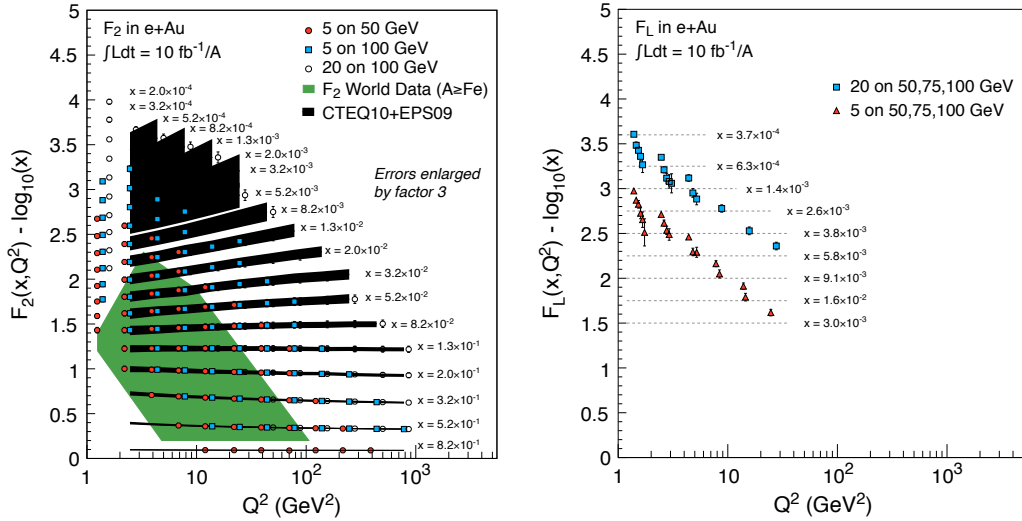 F₂ in e+Au
∫Ldt = 10 fb⁻¹/A
5 on 50 GeV
5 on 100 GeV
20 on 100 GeV
F₂ World Data (A≥Fe)
CTEQ10+EPS09
x = 2.0×10⁻⁴
x = 3.2×10⁻⁴
x = 5.2×10⁻⁴
x = 8.2×10⁻⁴
x = 1.3×10⁻³
x = 2.0×10⁻³
x = 3.2×10⁻³
x = 5.2×10⁻³
x = 8.2×10⁻³
x = 1.3×10⁻²
x = 2.0×10⁻²
x = 3.2×10⁻²
x = 5.2×10⁻²
x = 8.2×10⁻²
x = 1.3×10⁻¹
x = 2.0×10⁻¹
x = 3.2×10⁻¹
x = 5.2×10⁻¹
x = 8.2×10⁻¹
Errors enlarged
by factor 3
F₂(x,Q²) - log₁₀(x)
5
4.5
4
3.5
3
2.5
2
1.5
1
0.5
0
1
10
10²
10³
Q² (GeV²)
F_L in e+Au
∫Ldt = 10 fb⁻¹/A
20 on 50,75,100 GeV
5 on 50,75,100 GeV
x = 3.7×10⁻⁴
x = 6.3×10⁻⁴
x = 1.4×10⁻³
x = 2.6×10⁻³
x = 3.8×10⁻³
x = 5.8×10⁻³
x = 9.1×10⁻³
x = 1.6×10⁻²
x = 3.0×10⁻³
F_L(x,Q²) - log₁₀(x)
5
4.5
4
3.5
3
2.5
2
1.5
1
0.5
0
1
10
10²
10³
Q² (GeV²)